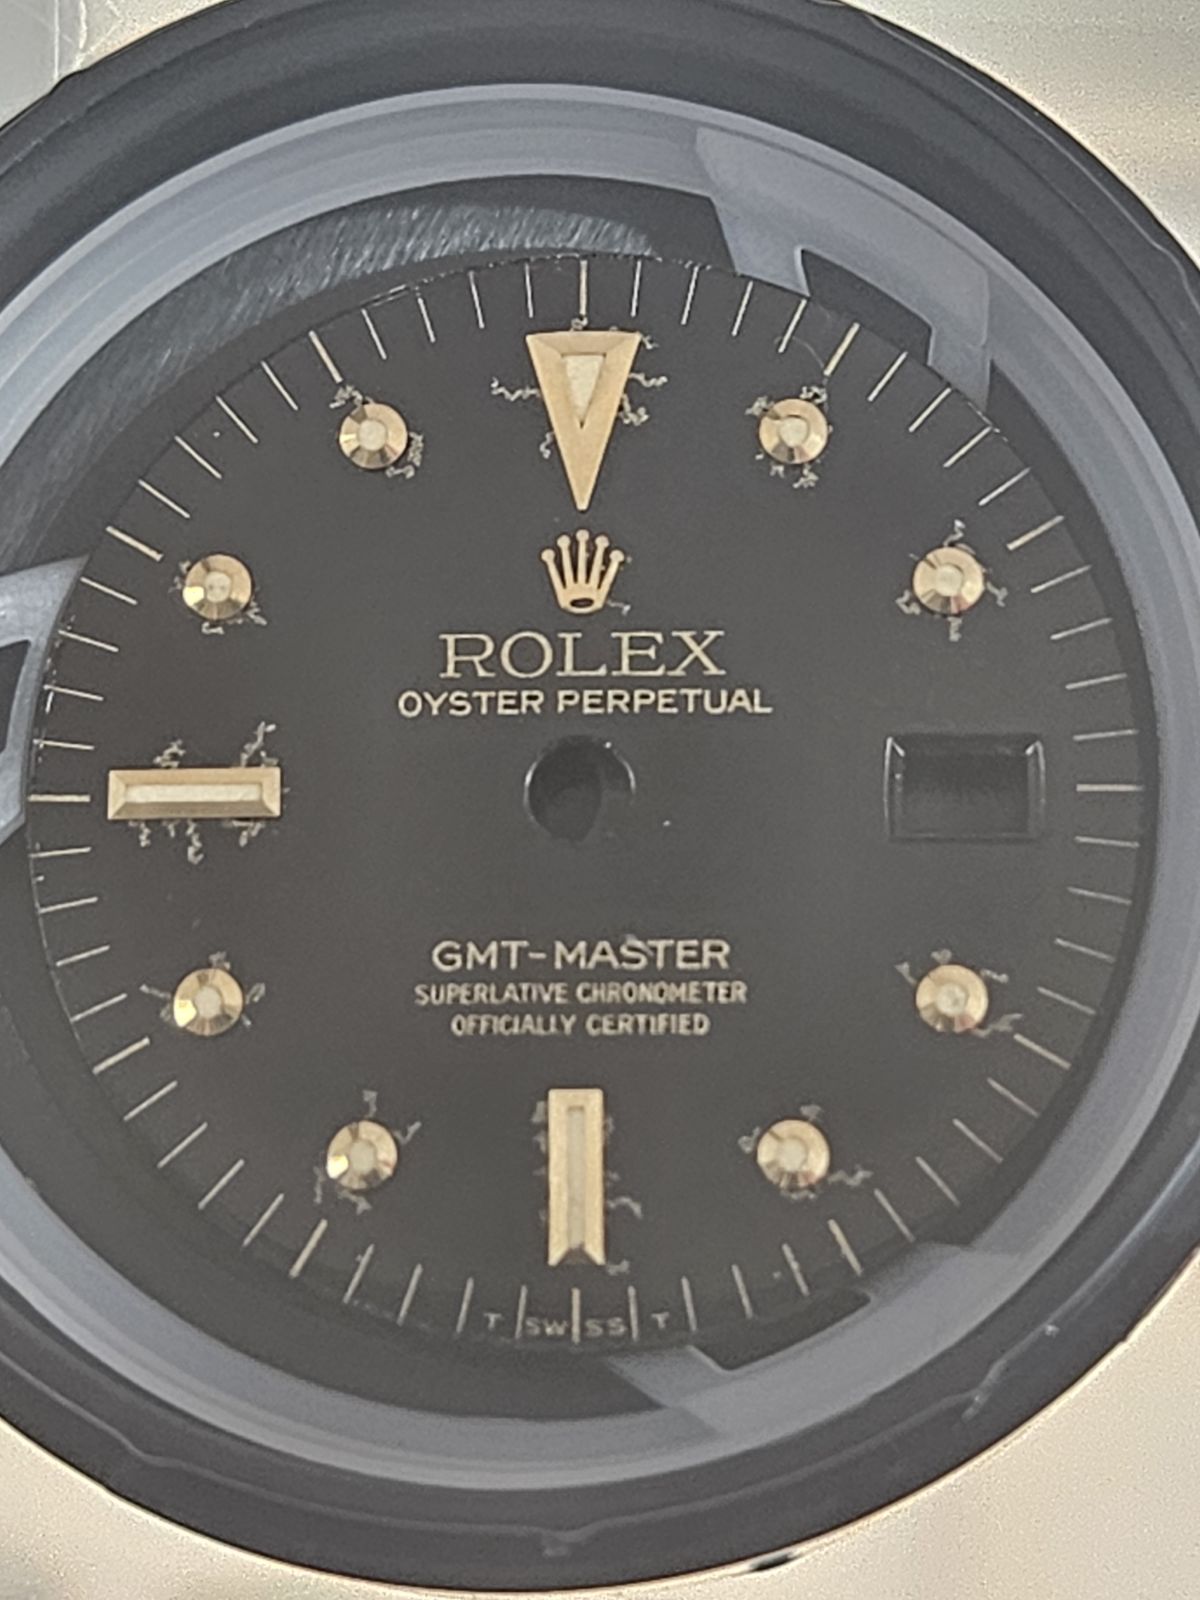 ROLEX
OYSTER PERPETUAL
GMT-MASTER
SUPERLATIVE CHRONOMETER
OFFICIALLY CERTIFIED
T SWISS T